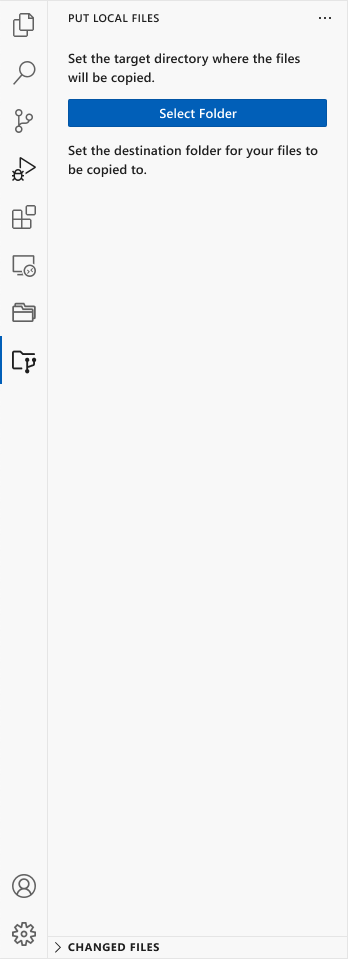 PUT LOCAL FILES
Set the target directory where the files
will be copied.
Select Folder
Set the destination folder for your files to
be copied to.
CHANGED FILES